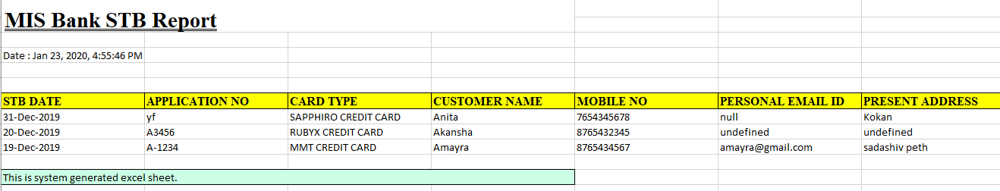 MIS Bank STB Report
Date : Jan 23, 2020, 4:55:46 PM
STB DATE APPLICATION NO CARD TYPE CUSTOMER NAME MOBILE NO PERSONAL EMAIL ID PRESENT ADDRESS
31-Dec-2019 yf SAPPHIRO CREDIT CARD Anita 7654345678 null Kokan
20-Dec-2019 A3456 RUBYX CREDIT CARD Akansha 8765432345 undefined undefined
19-Dec-2019 A-1234 MMT CREDIT CARD Amayra 8765434567 amayra@gmail.com sadashiv peth
This is system generated excel sheet.